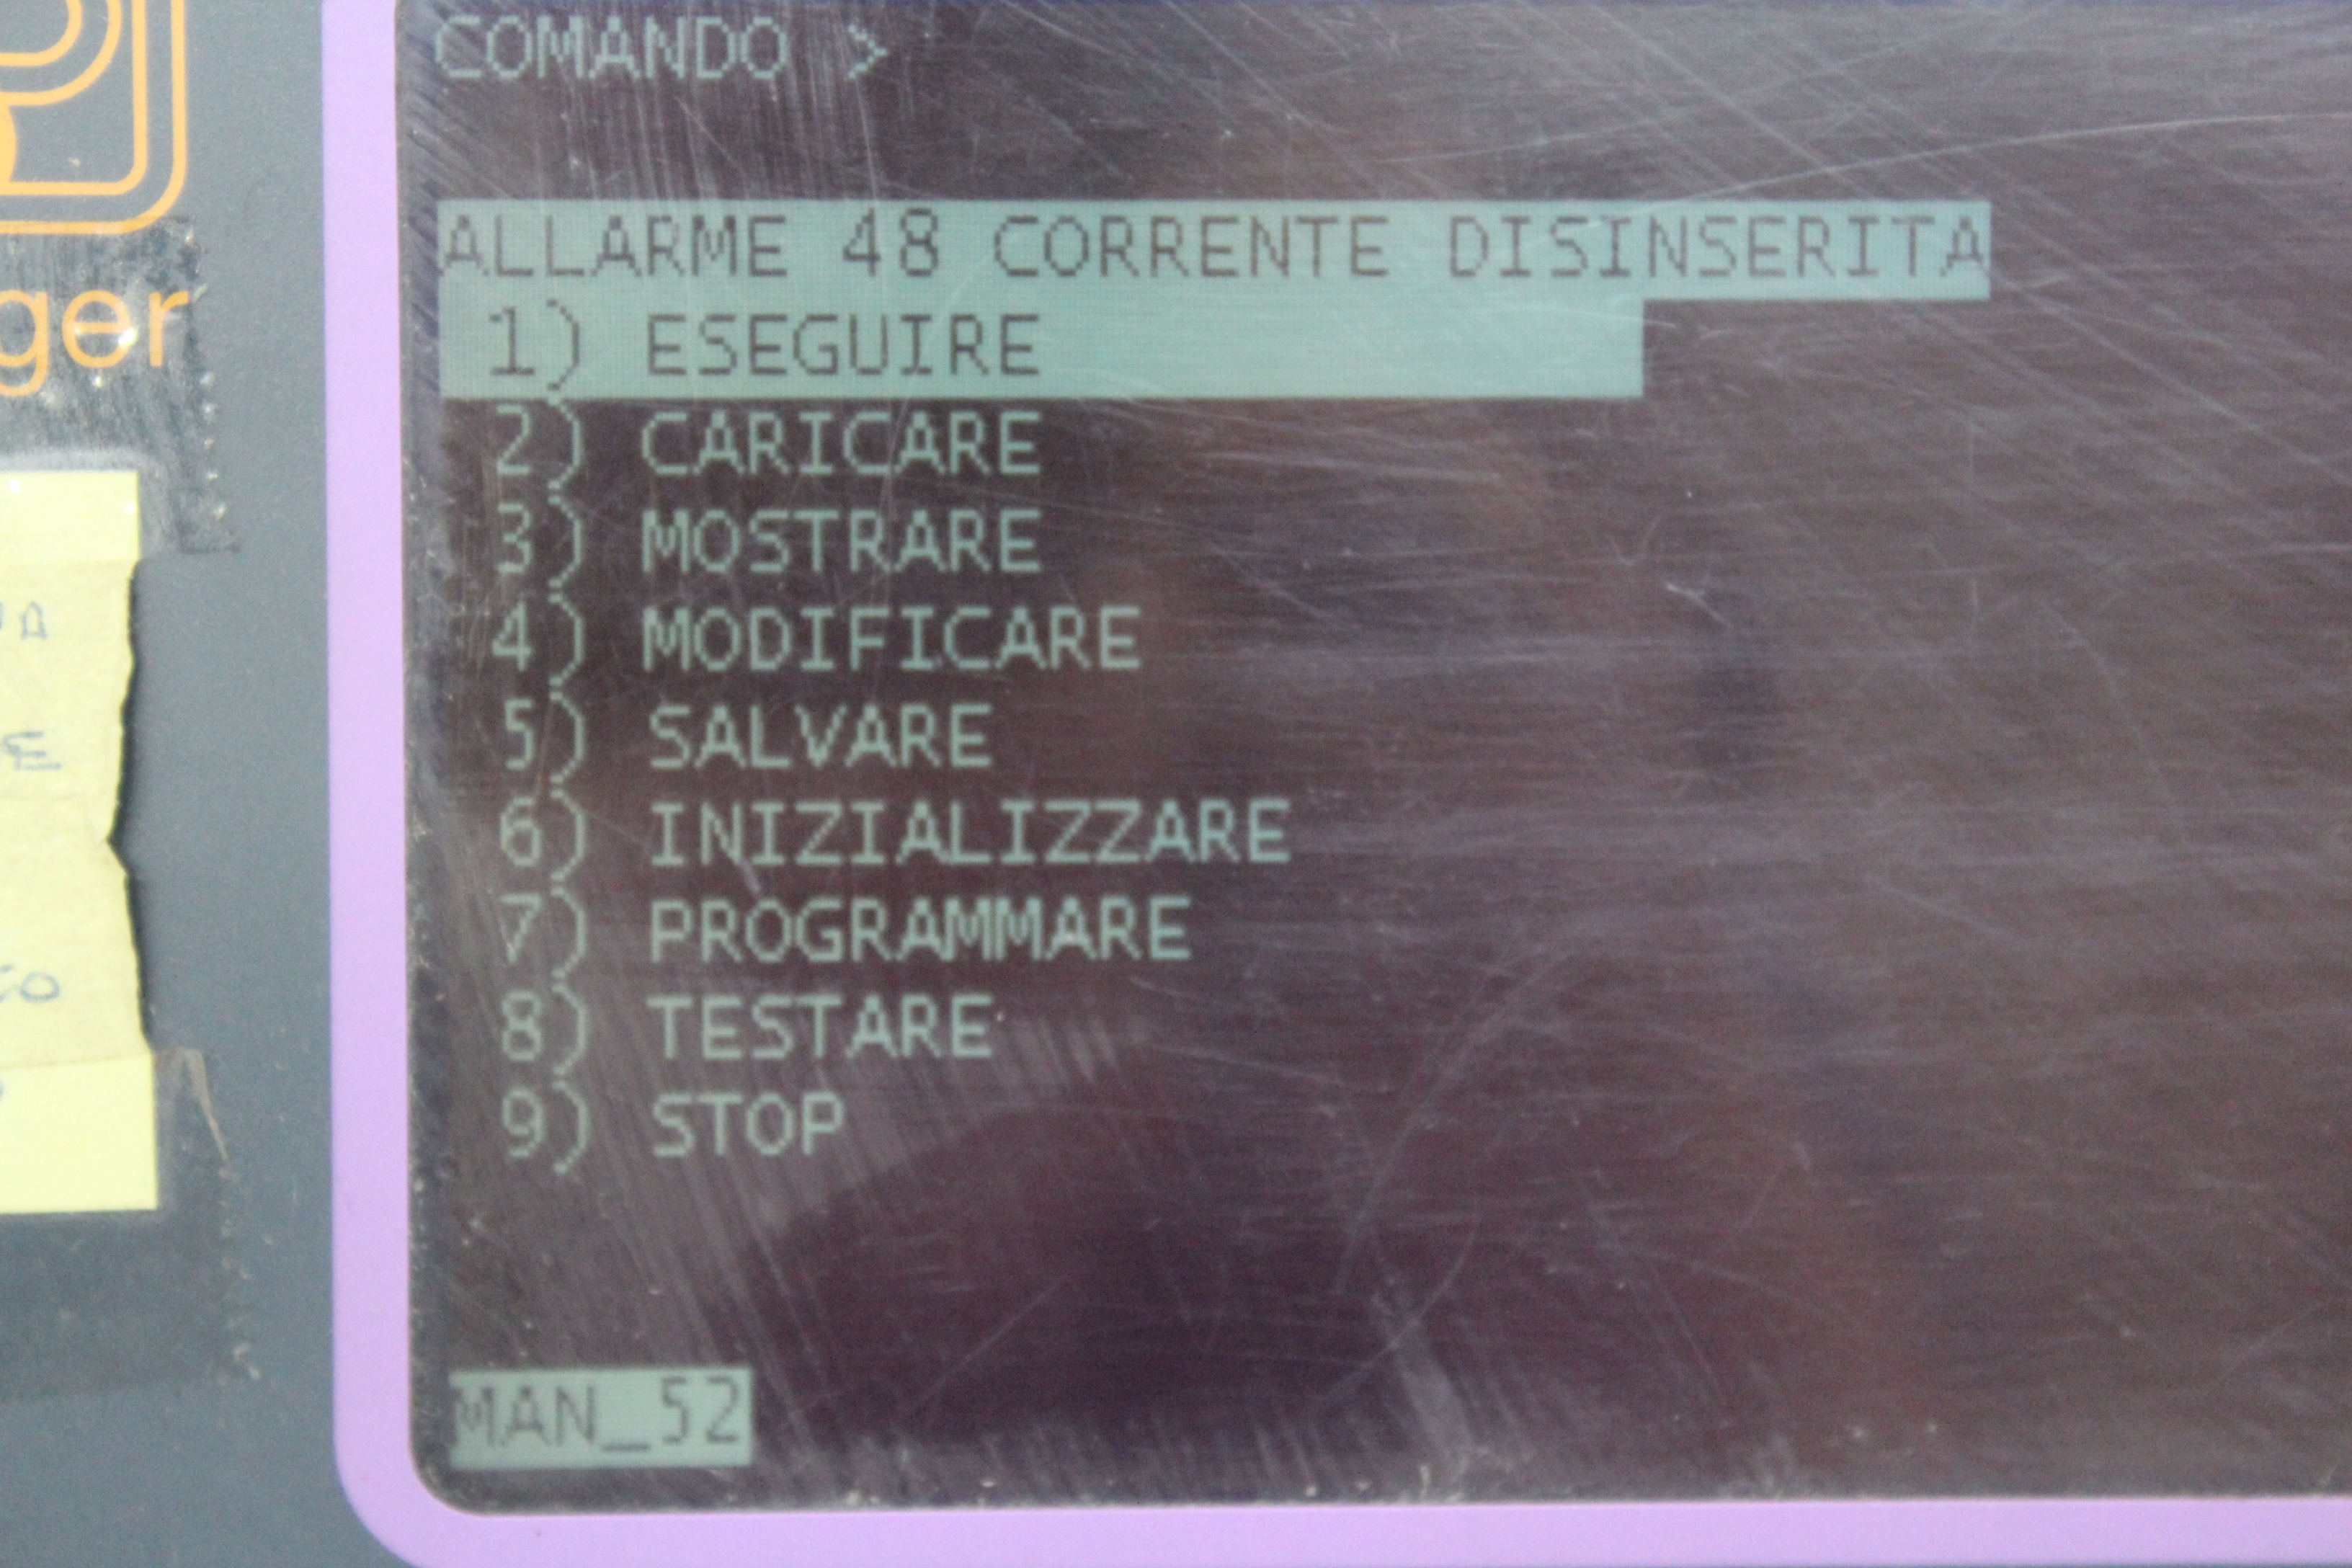 COMANDO >
ALLARME 48 CORRENTE DISINSERITA
1) ESEGUIRE
2) CARICARE
3) MOSTRARE
4) MODIFICARE
5) SALVARE
6) INIZIALIZZARE
7) PROGRAMMARE
8) TESTARE
9) STOP
MAN_52
ger